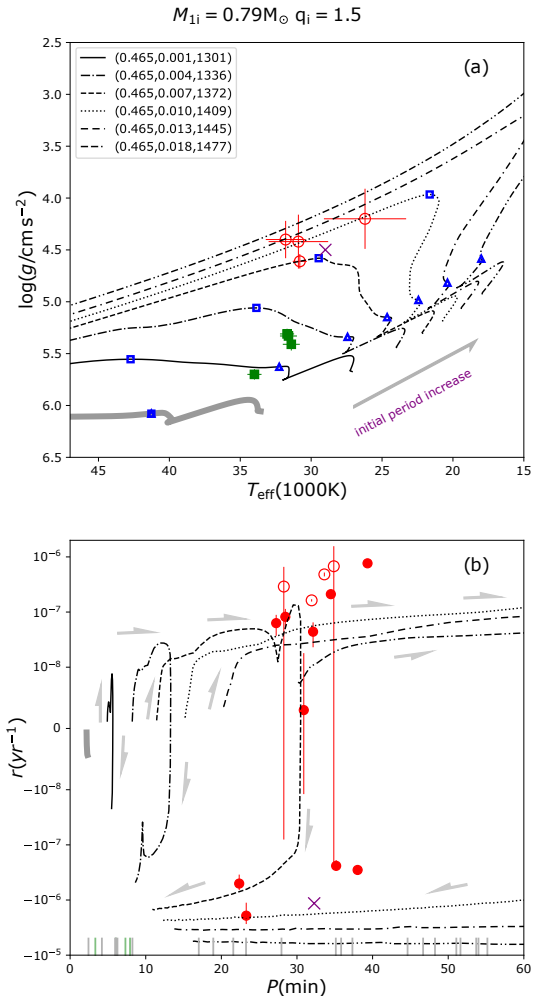 M₁ᵢ = 0.79M☉ qᵢ = 1.5
(a)
(0.465,0.001,1301)
(0.465,0.004,1336)
(0.465,0.007,1372)
(0.465,0.010,1409)
(0.465,0.013,1445)
(0.465,0.018,1477)
log(g/cm s⁻²)
2.5
3.0
3.5
4.0
4.5
5.0
5.5
6.0
6.5
initial period increase
45 40 35 30 25 20 15
T_eff(1000K)
(b)
r(yr⁻¹)
10⁻⁶
10⁻⁷
10⁻⁸
0
−10⁻⁸
−10⁻⁷
−10⁻⁶
−10⁻⁵
0 10 20 30 40 50 60
P(min)